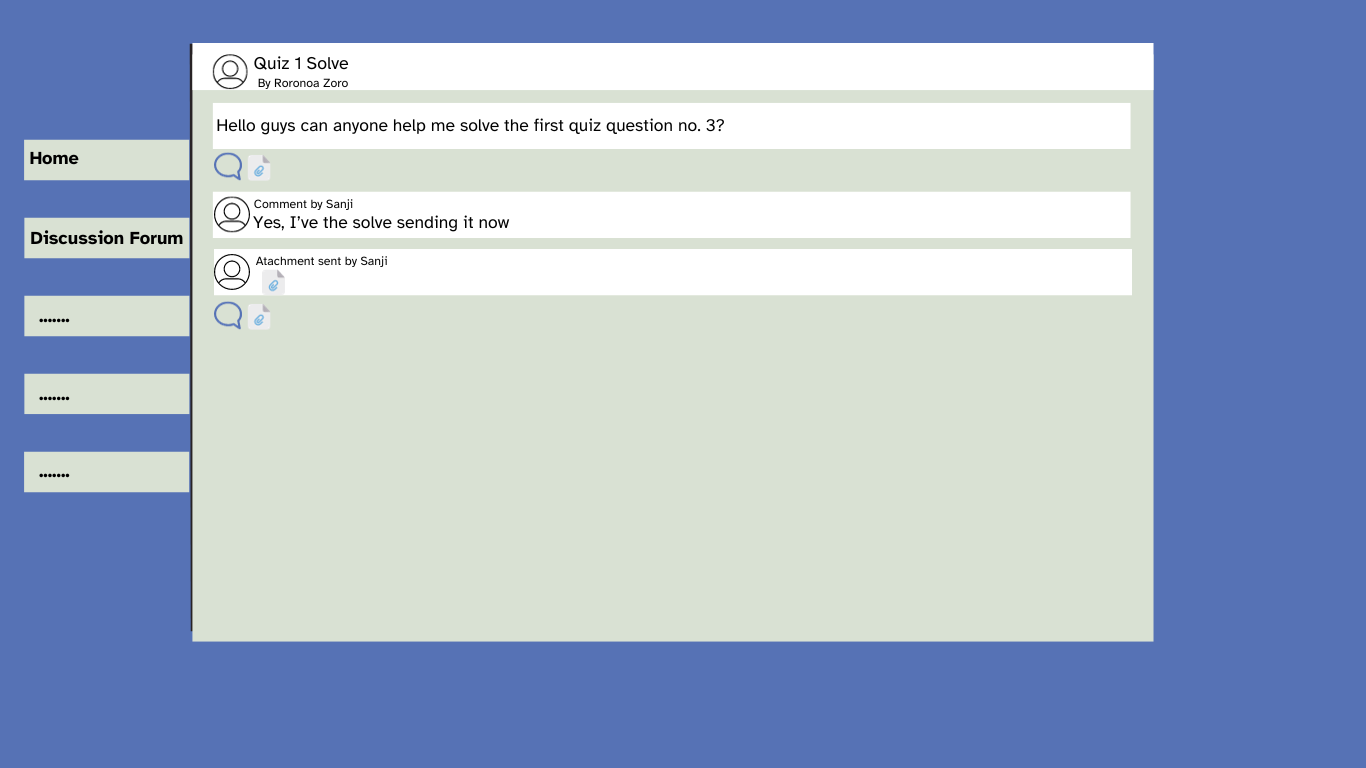 Quiz 1 Solve
By Roronoa Zoro
Hello guys can anyone help me solve the first quiz question no. 3?
Home
Comment by Sanji
Yes, I've the solve sending it now
Discussion Forum
Atachment sent by Sanji
.......
.......
.......